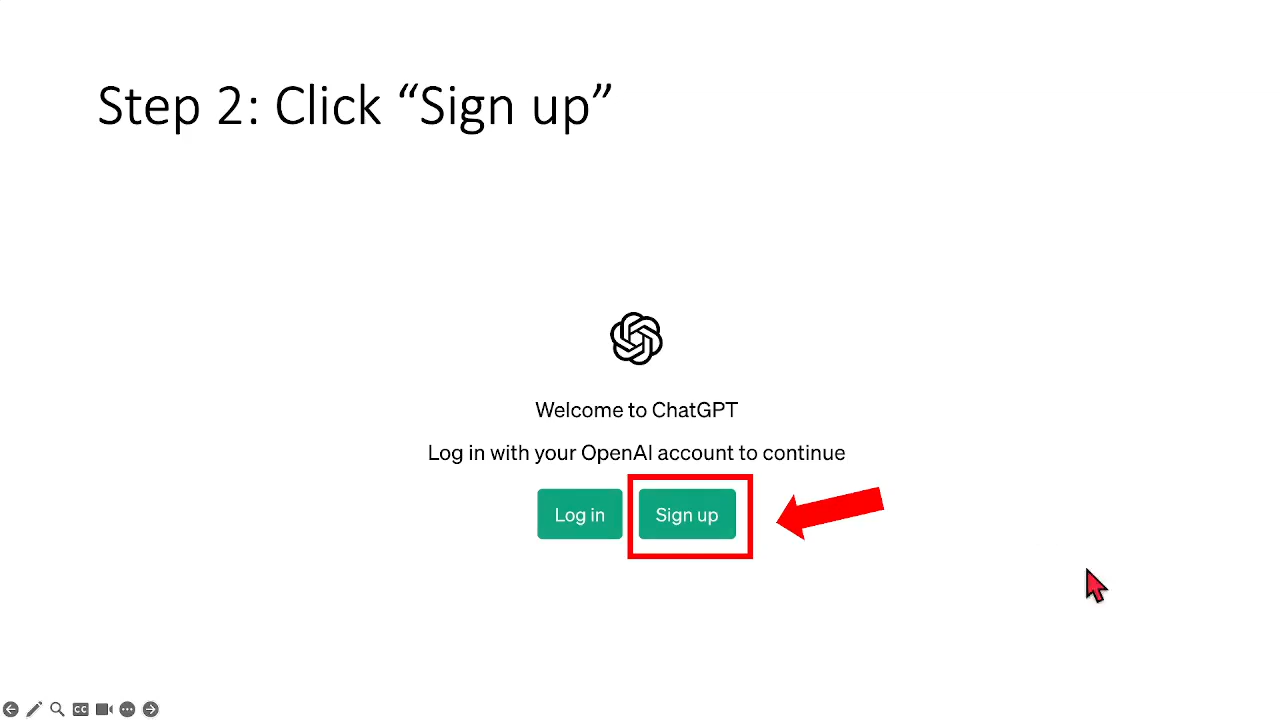 Step 2: Click “Sign up”
Welcome to ChatGPT
Log in with your OpenAI account to continue
Log in
Sign up
CC